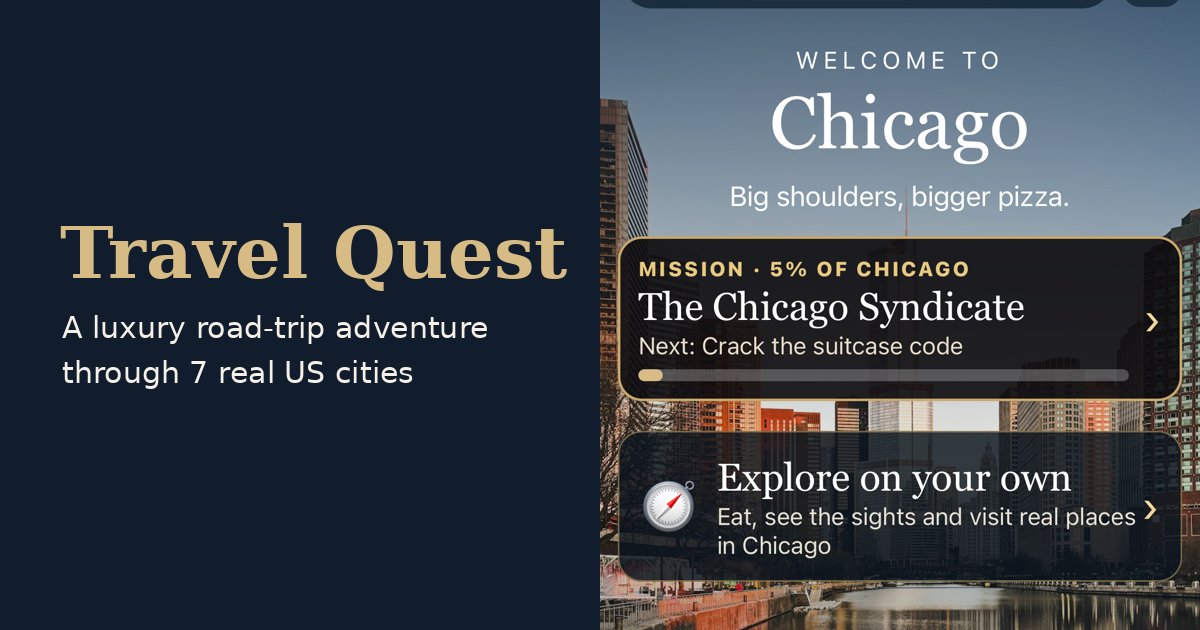 Travel Quest
A luxury road-trip adventure
through 7 real US cities
WELCOME TO
Chicago
Big shoulders, bigger pizza.
MISSION · 5% OF CHICAGO
The Chicago Syndicate
Next: Crack the suitcase code
Explore on your own
Eat, see the sights and visit real places
in Chicago